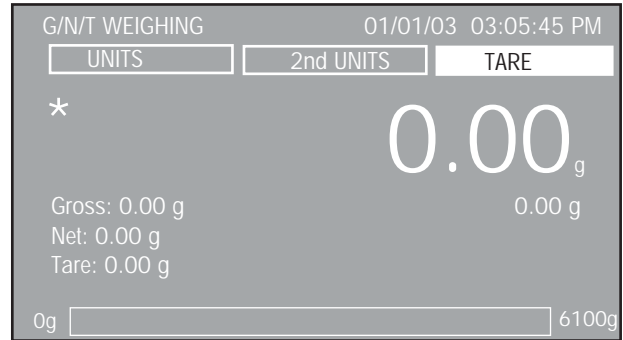 G/N/T WEIGHING 01/01/03 03:05:45 PM
UNITS 2nd UNITS TARE
* 0.00 g
Gross: 0.00 g 0.00 g
Net: 0.00 g
Tare: 0.00 g
0g 6100g